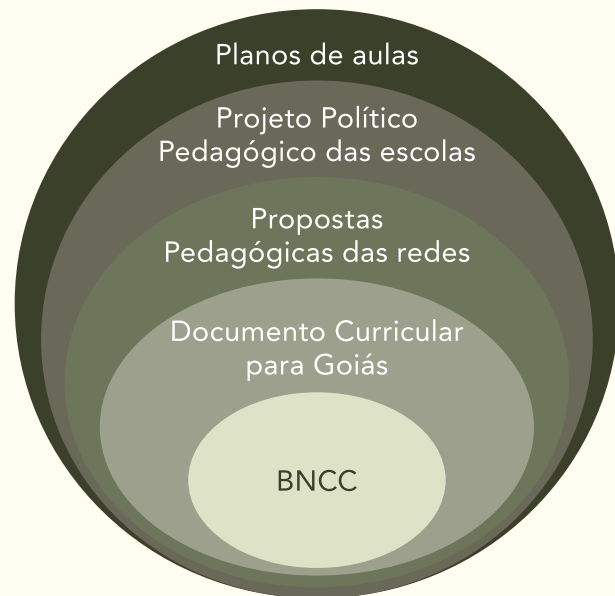 Planos de aulas
Projeto Político
Pedagógico das escolas
Propostas
Pedagógicas das redes
Documento Curricular
para Goiás
BNCC